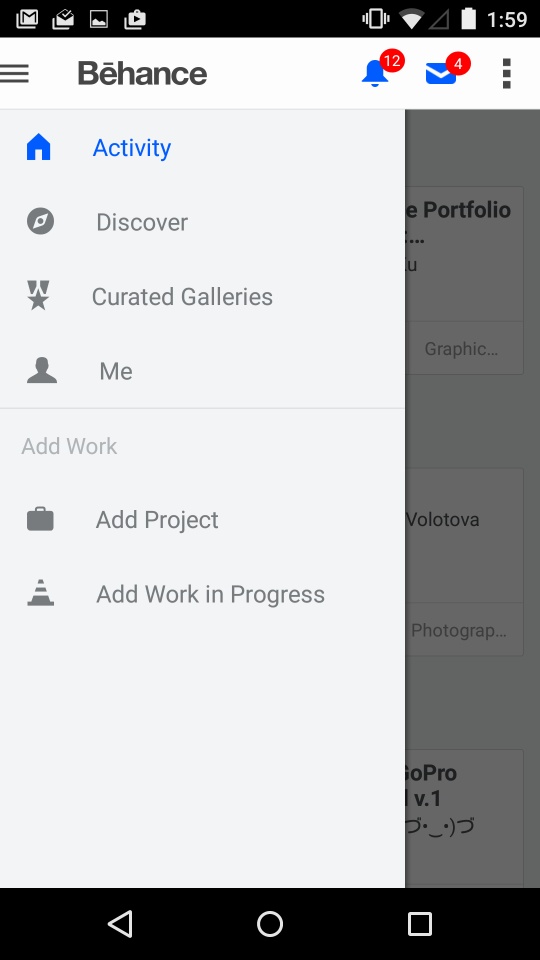 1:59
Bēhance
12
4
Activity
Discover
Curated Galleries
Me
Add Work
Add Project
Add Work in Progress
e Portfolio
Graphic...
Volotova
Photograp...
GoPro
v.1
づ•‿•)づ